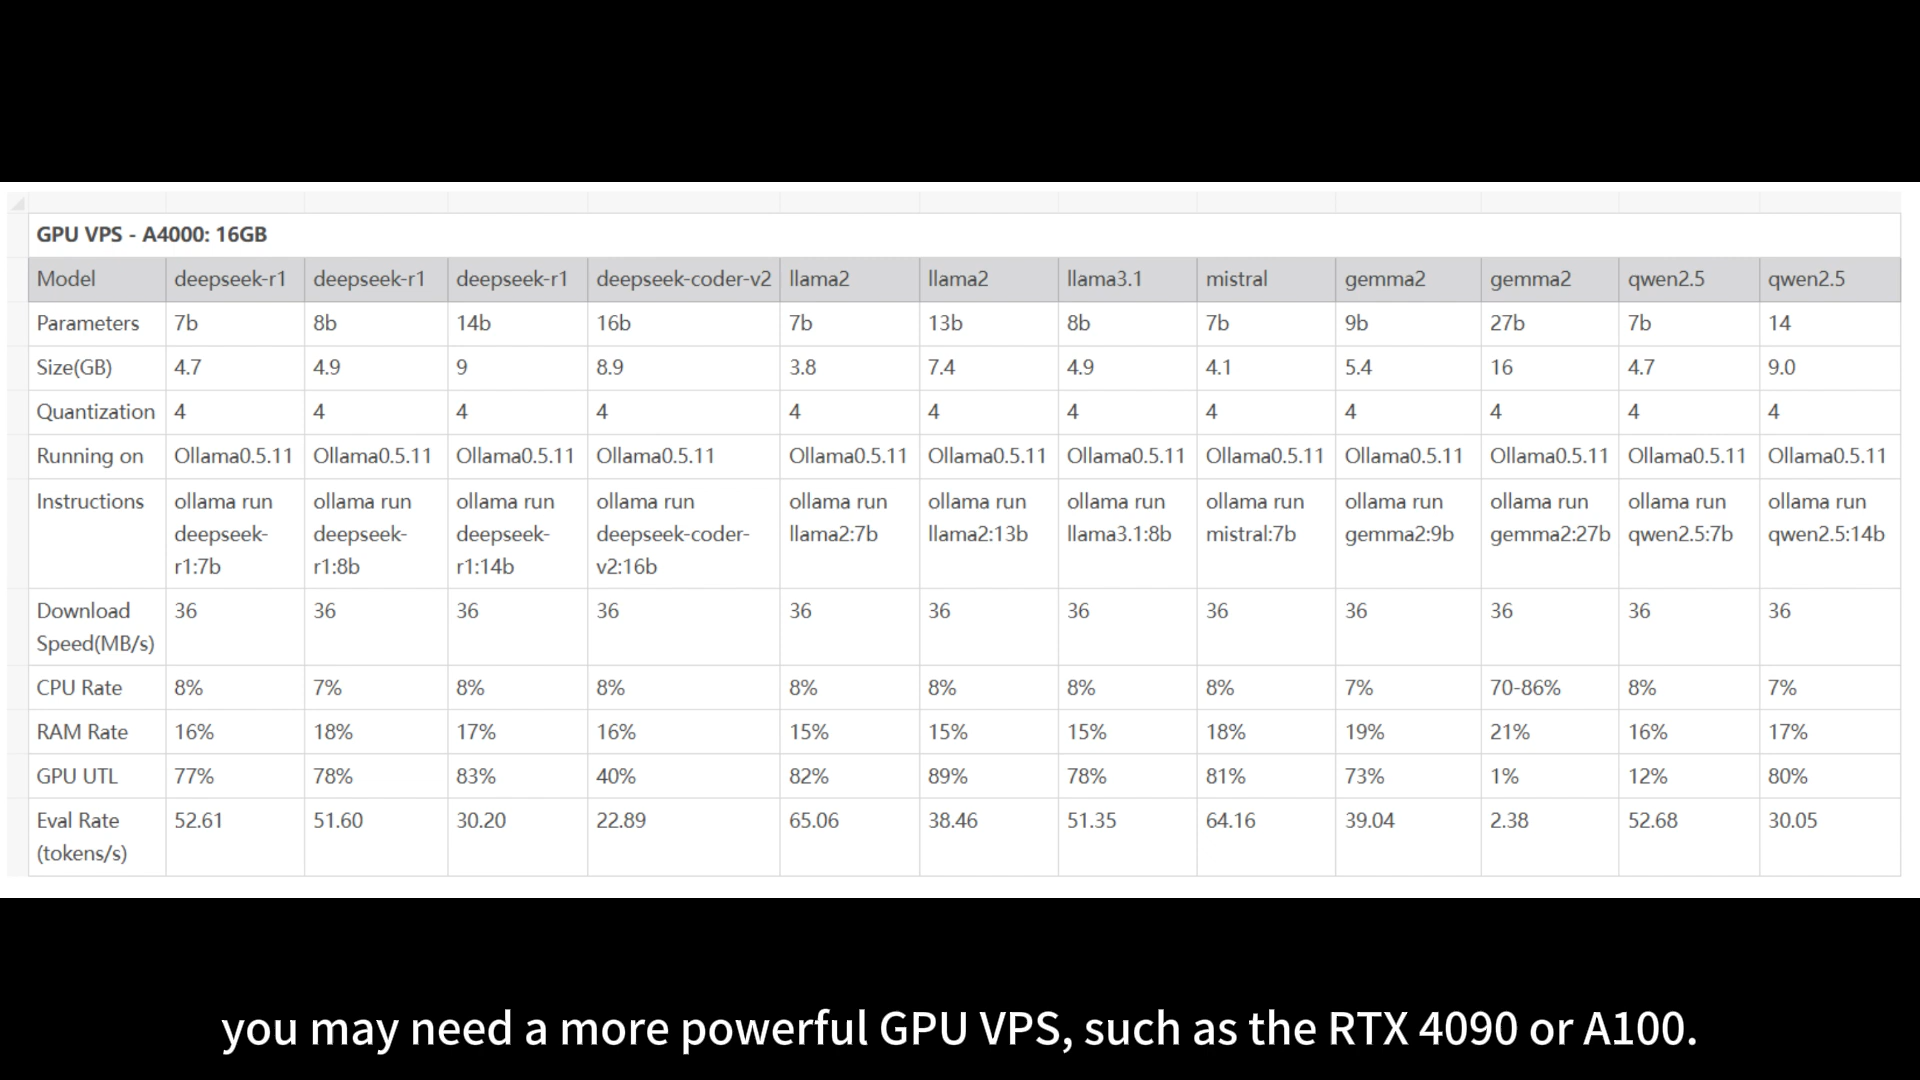 GPU VPS - A4000: 16GB
Model deepseek-r1 deepseek-r1 deepseek-r1 deepseek-coder-v2 llama2 llama2 llama3.1 mistral gemma2 gemma2 qwen2.5 qwen2.5
Parameters 7b 8b 14b 16b 7b 13b 8b 7b 9b 27b 7b 14
Size(GB) 4.7 4.9 9 8.9 3.8 7.4 4.9 4.1 5.4 16 4.7 9.0
Quantization 4 4 4 4 4 4 4 4 4 4 4 4
Running on Ollama0.5.11 Ollama0.5.11 Ollama0.5.11 Ollama0.5.11 Ollama0.5.11 Ollama0.5.11 Ollama0.5.11 Ollama0.5.11 Ollama0.5.11 Ollama0.5.11 Ollama0.5.11 Ollama0.5.11
Instructions ollama run ollama run ollama run ollama run ollama run ollama run ollama run ollama run ollama run ollama run ollama run ollama run
deepseek- deepseek- deepseek- deepseek-coder- llama2:7b llama2:13b llama3.1:8b mistral:7b gemma2:9b gemma2:27b qwen2.5:7b qwen2.5:14b
r1:7b r1:8b r1:14b v2:16b
Download 36 36 36 36 36 36 36 36 36 36 36 36
Speed(MB/s)
CPU Rate 8% 7% 8% 8% 8% 8% 8% 8% 7% 70-86% 8% 7%
RAM Rate 16% 18% 17% 16% 15% 15% 15% 18% 19% 21% 16% 17%
GPU UTL 77% 78% 83% 40% 82% 89% 78% 81% 73% 1% 12% 80%
Eval Rate 52.61 51.60 30.20 22.89 65.06 38.46 51.35 64.16 39.04 2.38 52.68 30.05
(tokens/s)
you may need a more powerful GPU VPS, such as the RTX 4090 or A100.